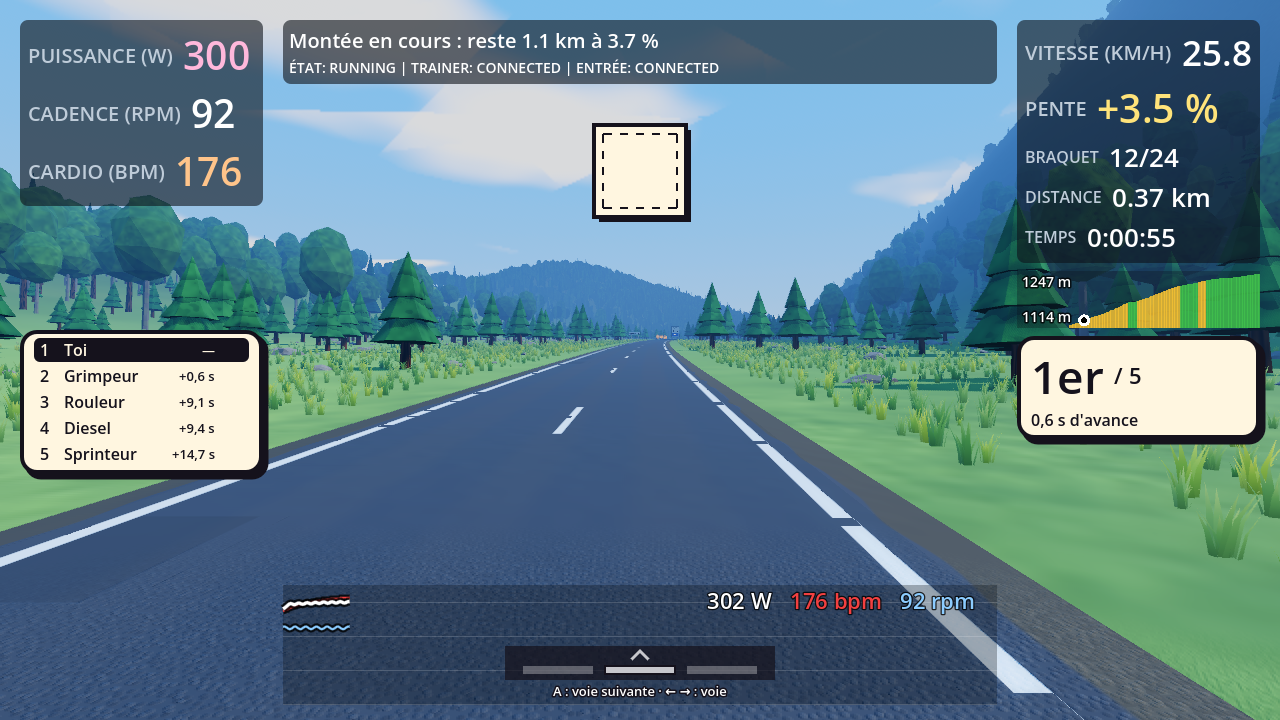 PUISSANCE (W) 300
CADENCE (RPM) 92
CARDIO (BPM) 176
Montée en cours : reste 1.1 km à 3.7 %
ÉTAT: RUNNING | TRAINER: CONNECTED | ENTRÉE: CONNECTED
VITESSE (KM/H) 25.8
PENTE +3.5 %
BRAQUET 12/24
DISTANCE 0.37 km
TEMPS 0:00:55
1247 m
1114 m
1 Toi —
2 Grimpeur +0,6 s
3 Rouleur +9,1 s
4 Diesel +9,4 s
5 Sprinteur +14,7 s
1er / 5
0,6 s d'avance
302 W 176 bpm 92 rpm
A : voie suivante · ← → : voie